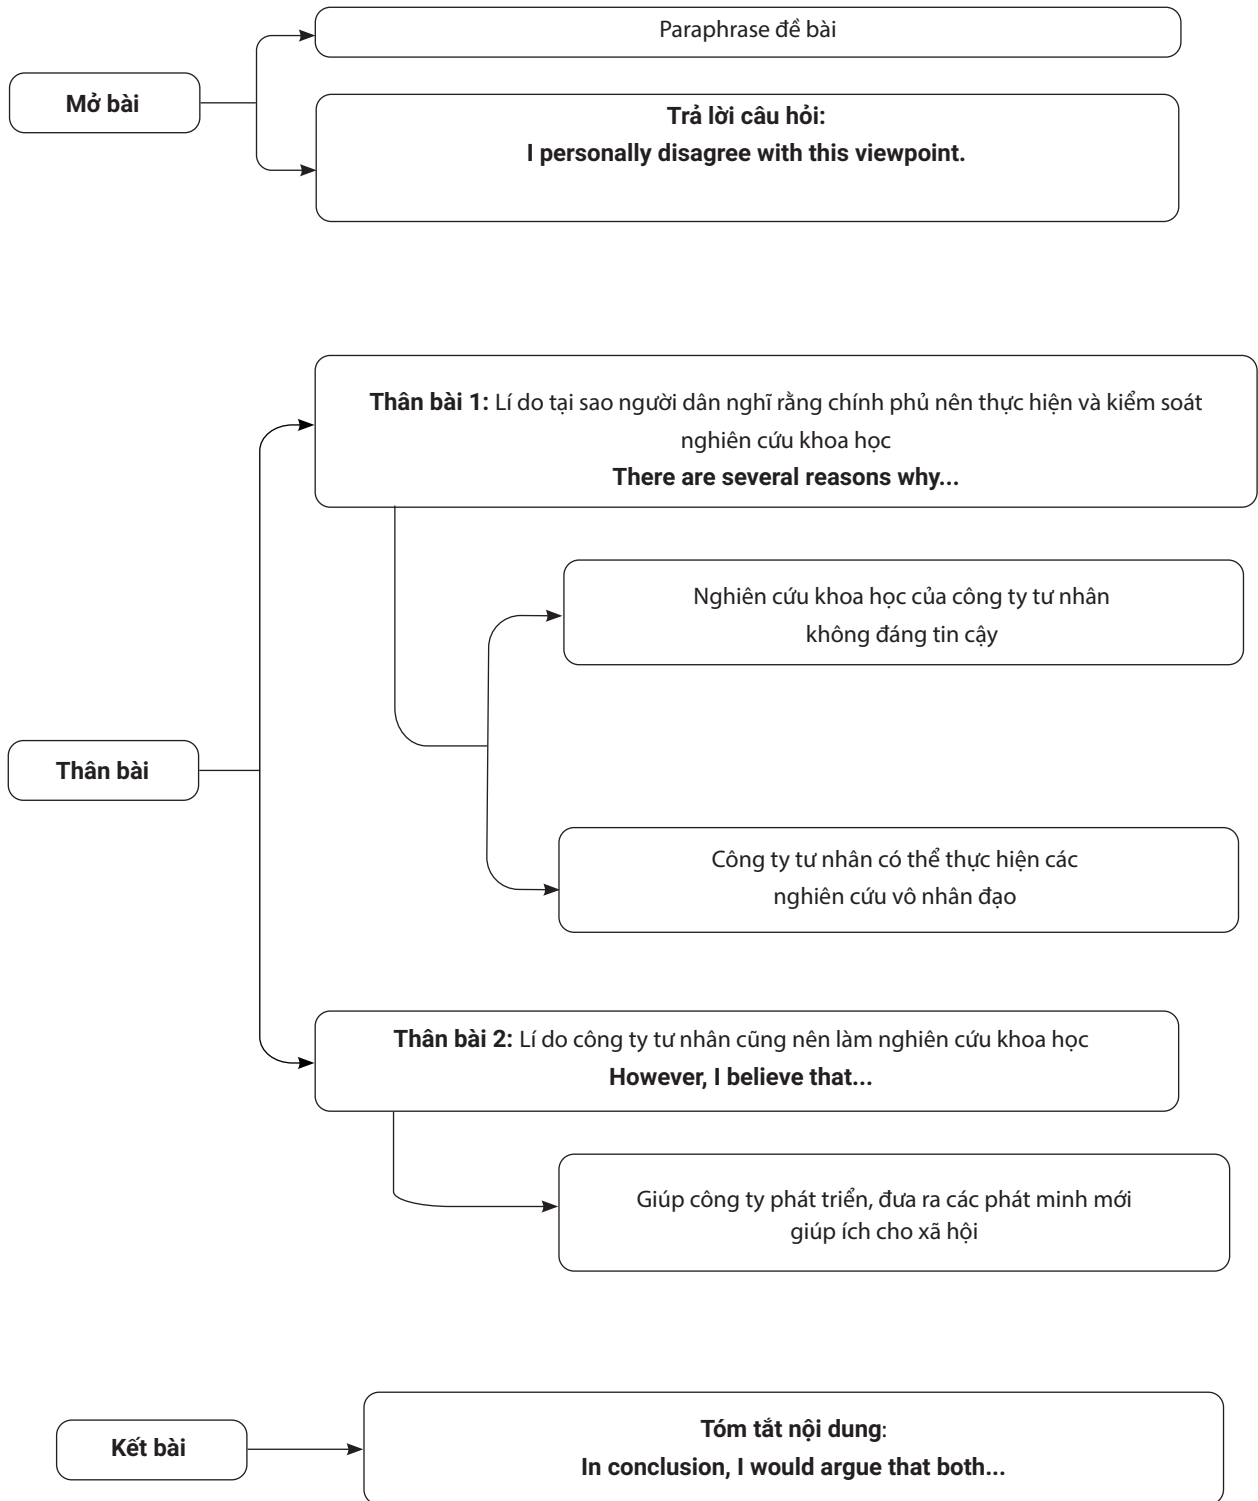 Paraphrase đề bài
Mở bài
Trả lời câu hỏi:
I personally disagree with this viewpoint.
Thân bài 1: Lí do tại sao người dân nghĩ rằng chính phủ nên thực hiện và kiểm soát
nghiên cứu khoa học
There are several reasons why...
Nghiên cứu khoa học của công ty tư nhân
không đáng tin cậy
Thân bài
Công ty tư nhân có thể thực hiện các
nghiên cứu vô nhân đạo
Thân bài 2: Lí do công ty tư nhân cũng nên làm nghiên cứu khoa học
However, I believe that...
Giúp công ty phát triển, đưa ra các phát minh mới
giúp ích cho xã hội
Kết bài
Tóm tắt nội dung:
In conclusion, I would argue that both...